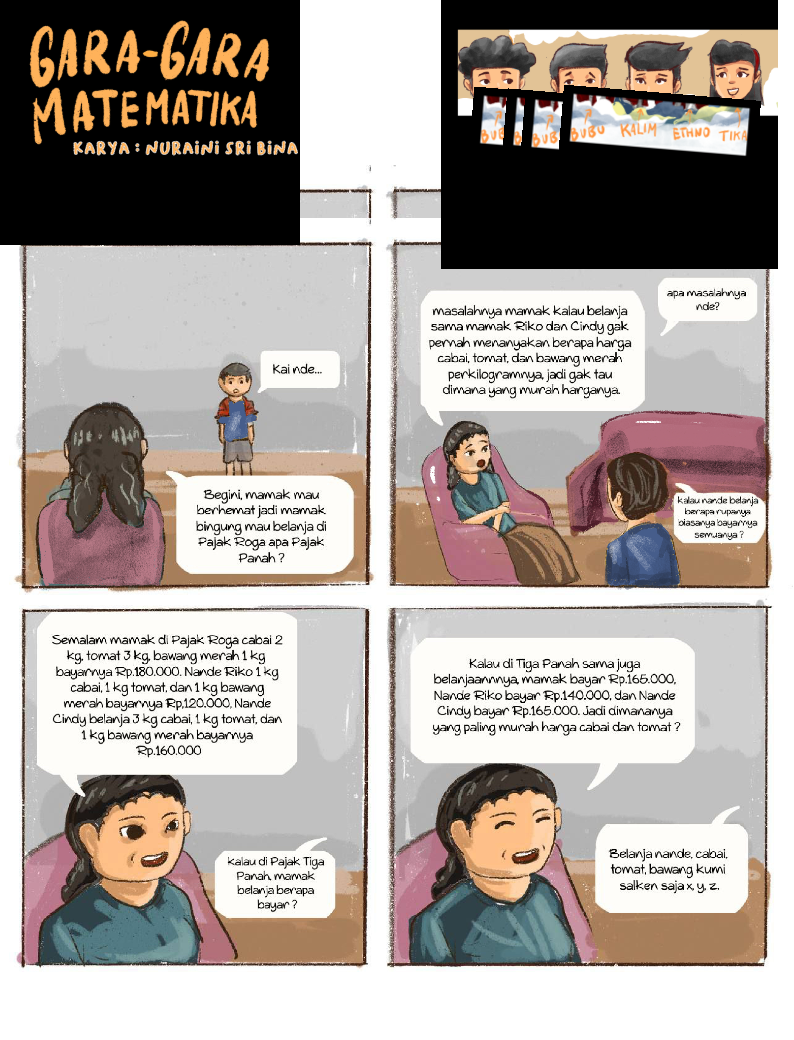 GARA-GARA
MATEMATIKA
KARYA : NURAINI SRI BINA
BUBU KALIM ETHNO TIKA
Kai nde...
Begini, mamak mau
berhemat jadi mamak
bingung mau belanja di
Pajak Roga apa Pajak
Panah ?
apa masalahnya
nde?
masalahnya mamak kalau belanja
sama mamak Riko dan Cindy gak
pernah menanyakan berapa harga
cabai, tomat, dan bawang merah
perkilogramnya, jadi gak tau
dimana yang murah harganya.
kalau nande belanja
berapa rupanya
biasanya bayarnya
semuanya ?
Semalam mamak di Pajak Roga cabai 2
kg, tomat 3 kg, bawang merah 1 kg
bayarnya Rp.180.000. Nande Riko 1 kg
cabai, 1 kg tomat, dan 1 kg bawang
merah bayarnya Rp,120.000, Nande
Cindy belanja 3 kg cabai, 1 kg tomat, dan
1 kg bawang merah bayarnya
Rp.160.000
kalau di Pajak Tiga
Panah, mamak
belanja berapa
bayar ?
Kalau di Tiga Panah sama juga
belanjaannnya, mamak bayar Rp.165.000,
Nande Riko bayar Rp.140.000, dan Nande
Cindy bayar Rp.165.000. Jadi dimananya
yang paling murah harga cabai dan tomat ?
Belanja nande, cabai,
tomat, bawang kumi
salken saja x, y, z.